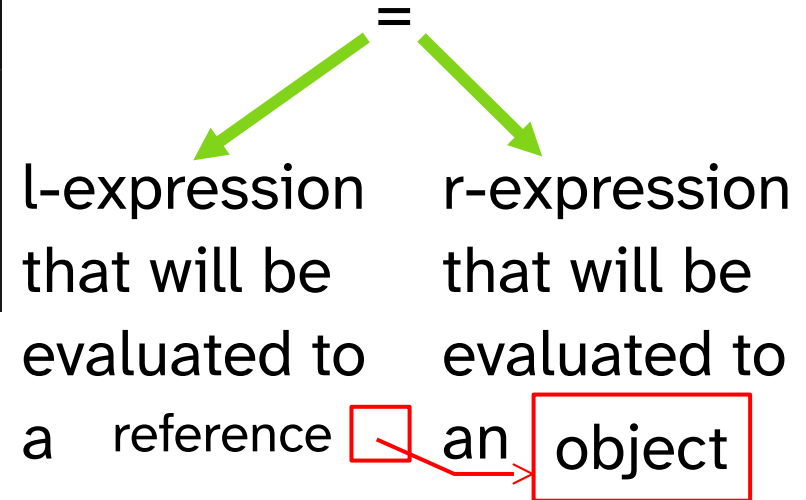 =
l-expression
that will be
evaluated to
a reference
r-expression
that will be
evaluated to
an object